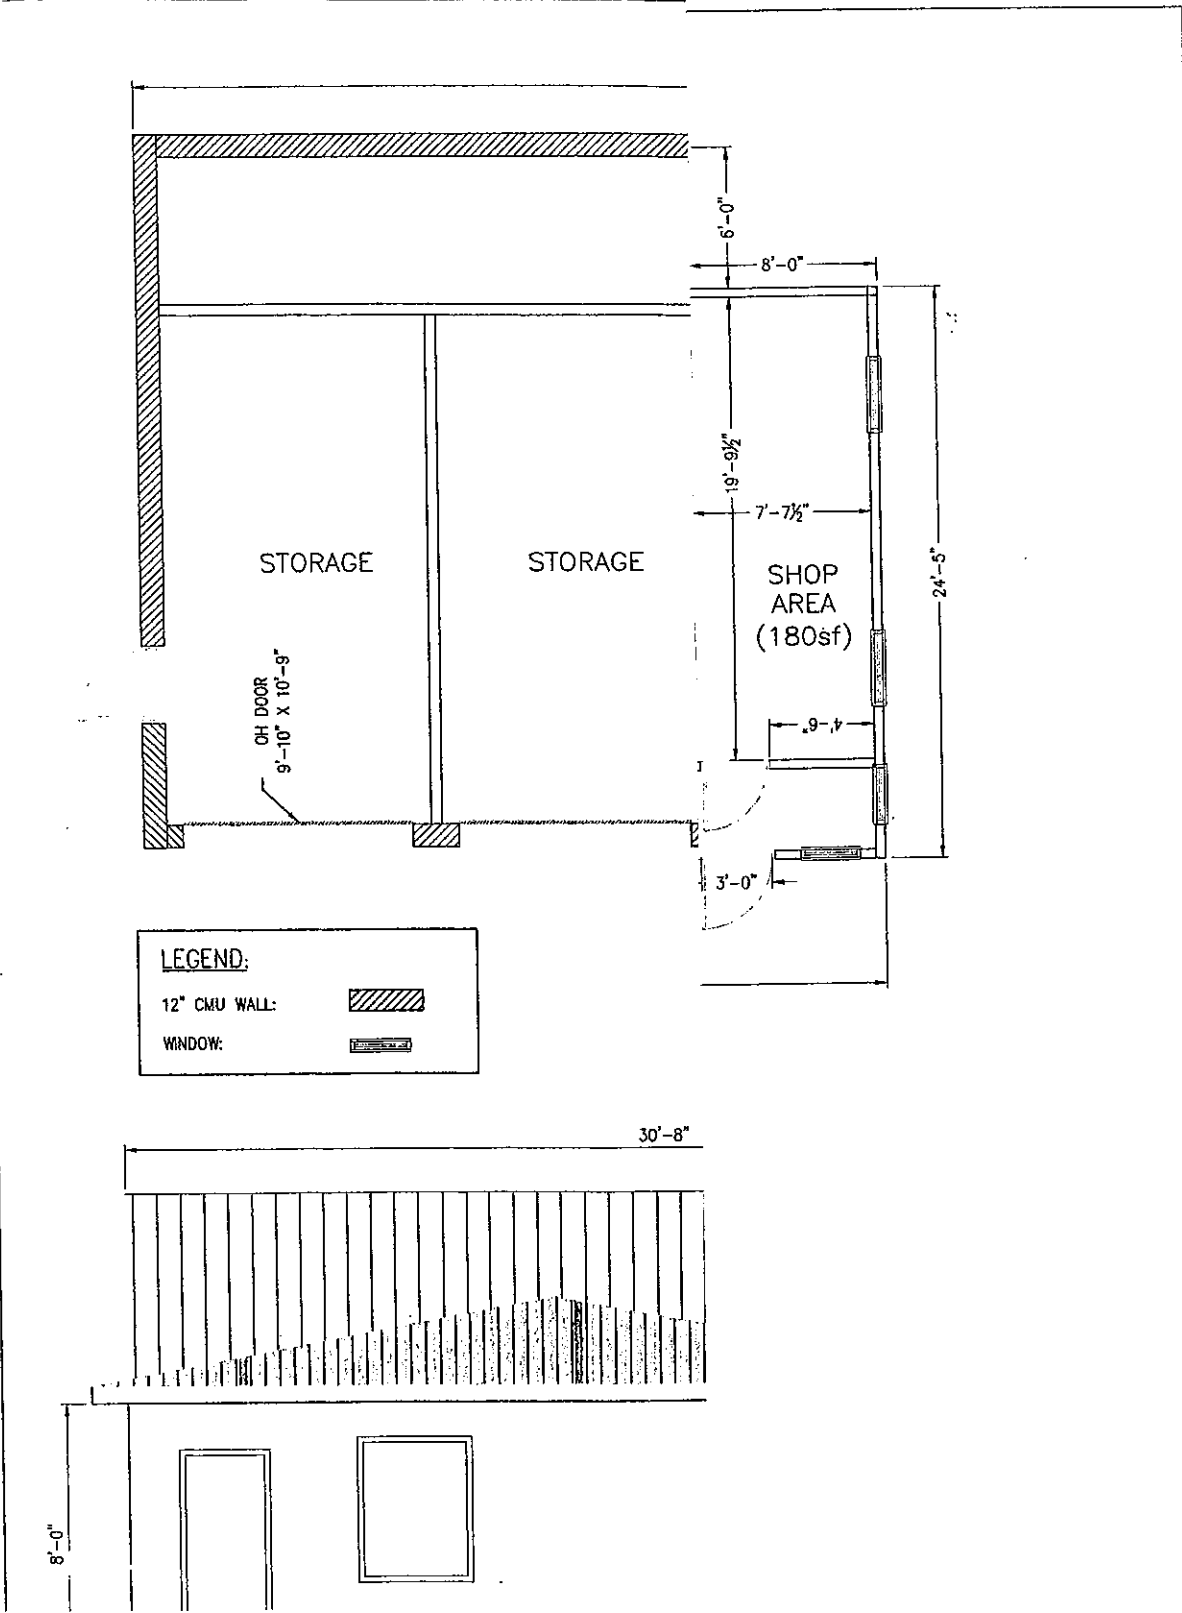 6'-0"
8'-0"
19'-9½"
7'-7½"
STORAGE
STORAGE
SHOP
AREA
(180sf)
24'-5"
OH DOOR
9'-10" X 10'-9"
4'-6"
3'-0"
LEGEND:
12" CMU WALL:
WINDOW:
30'-8"
8'-0"